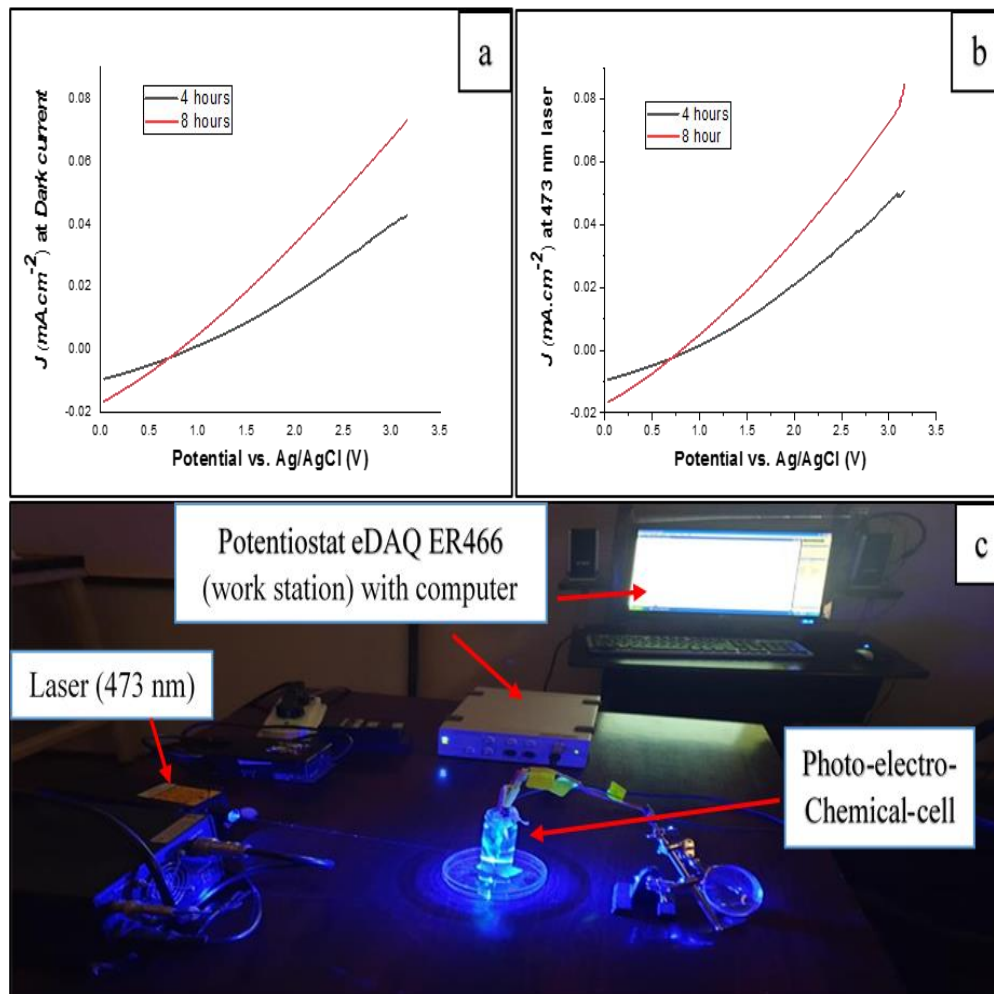 a
4 hours
8 hours
J (mA.cm-2) at Dark current
0.08
0.06
0.04
0.02
0.00
-0.02
0.0 0.5 1.0 1.5 2.0 2.5 3.0 3.5
Potential vs. Ag/AgCl (V)
b
4 hours
8 hour
J (mA.cm-2) at 473 nm laser
0.08
0.06
0.04
0.02
0.00
-0.02
0.0 0.5 1.0 1.5 2.0 2.5 3.0 3.5
Potential vs. Ag/AgCl (V)
c
Potentiostat eDAQ ER466
(work station) with computer
Laser (473 nm)
Photo-electro-
Chemical-cell